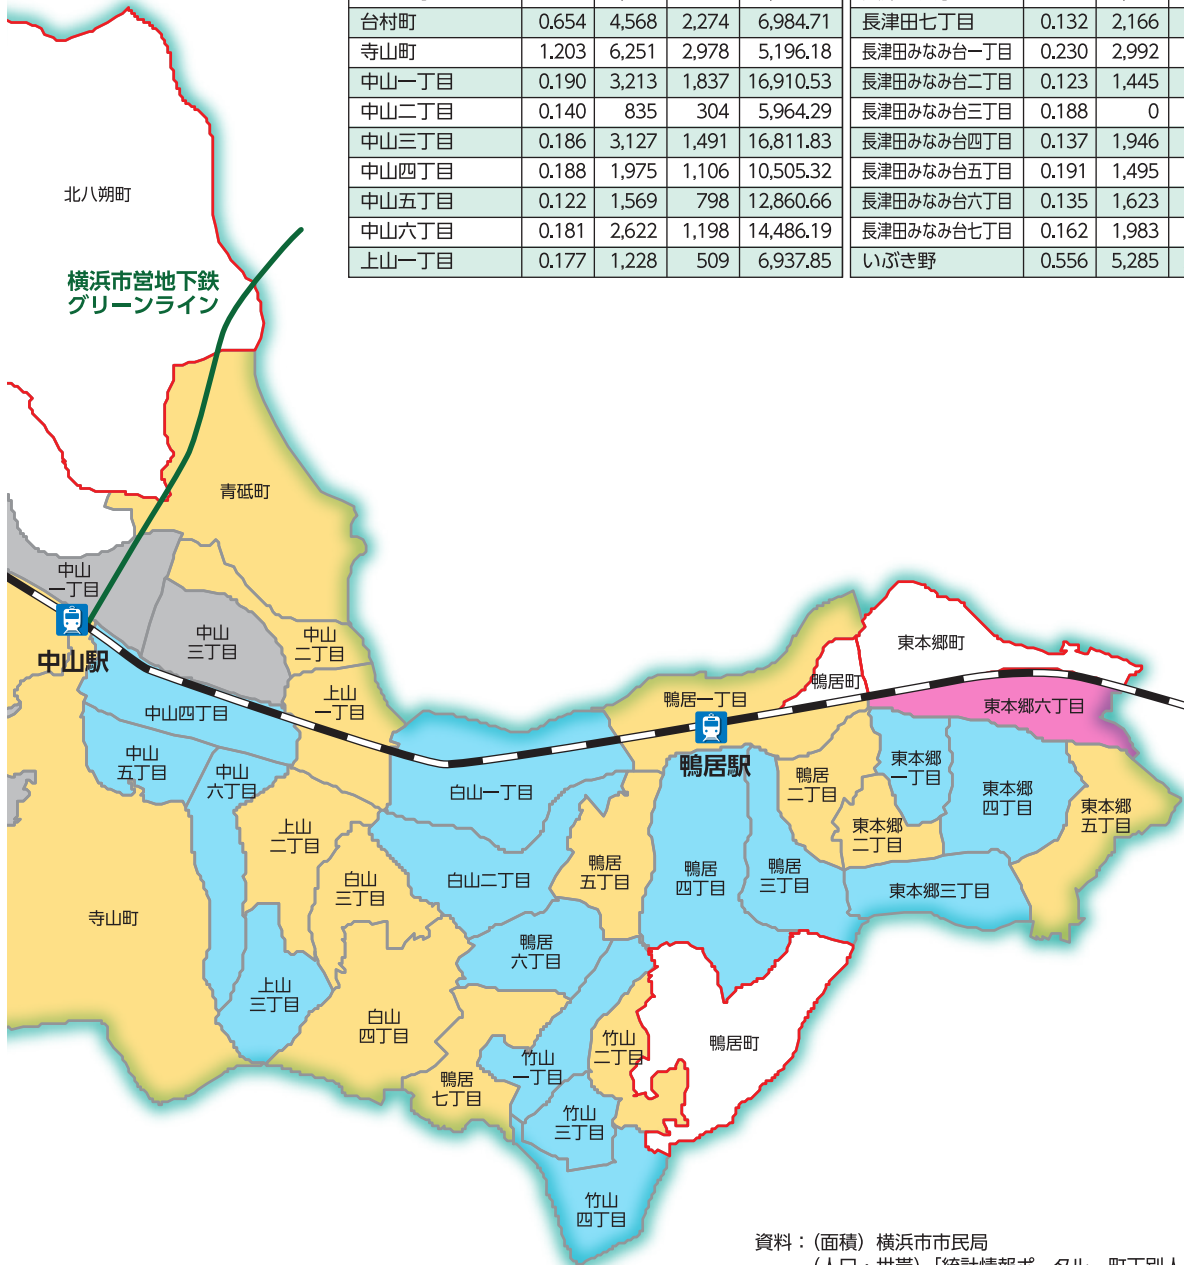 台村町 0.654 4,568 2,274 6,984.71
寺山町 1.203 6,251 2,978 5,196.18
中山一丁目 0.190 3,213 1,837 16,910.53
中山二丁目 0.140 835 304 5,964.29
中山三丁目 0.186 3,127 1,491 16,811.83
中山四丁目 0.188 1,975 1,106 10,505.32
中山五丁目 0.122 1,569 798 12,860.66
中山六丁目 0.181 2,622 1,198 14,486.19
上山一丁目 0.177 1,228 509 6,937.85
長津田七丁目 0.132 2,166
長津田みなみ台一丁目 0.230 2,992
長津田みなみ台二丁目 0.123 1,445
長津田みなみ台三丁目 0.188 0
長津田みなみ台四丁目 0.137 1,946
長津田みなみ台五丁目 0.191 1,495
長津田みなみ台六丁目 0.135 1,623
長津田みなみ台七丁目 0.162 1,983
いぶき野 0.556 5,285
北八朔町
横浜市営地下鉄
グリーンライン
青砥町
中山
一丁目
中山
三丁目
中山
二丁目
中山駅
上山
一丁目
中山四丁目
中山
五丁目
中山
六丁目
東本郷町
鴨居町
鴨居一丁目
東本郷六丁目
鴨居駅
白山一丁目
鴨居
二丁目
東本郷
一丁目
東本郷
四丁目
東本郷
五丁目
東本郷
二丁目
上山
二丁目
白山
三丁目
白山二丁目
鴨居
五丁目
鴨居
四丁目
鴨居
三丁目
東本郷三丁目
寺山町
鴨居
六丁目
上山
三丁目
白山
四丁目
竹山
二丁目
鴨居町
竹山
一丁目
鴨居
七丁目
竹山
三丁目
竹山
四丁目
資料：（面積）横浜市市民局
（人口・世帯）「統計情報ポータル 町丁別人